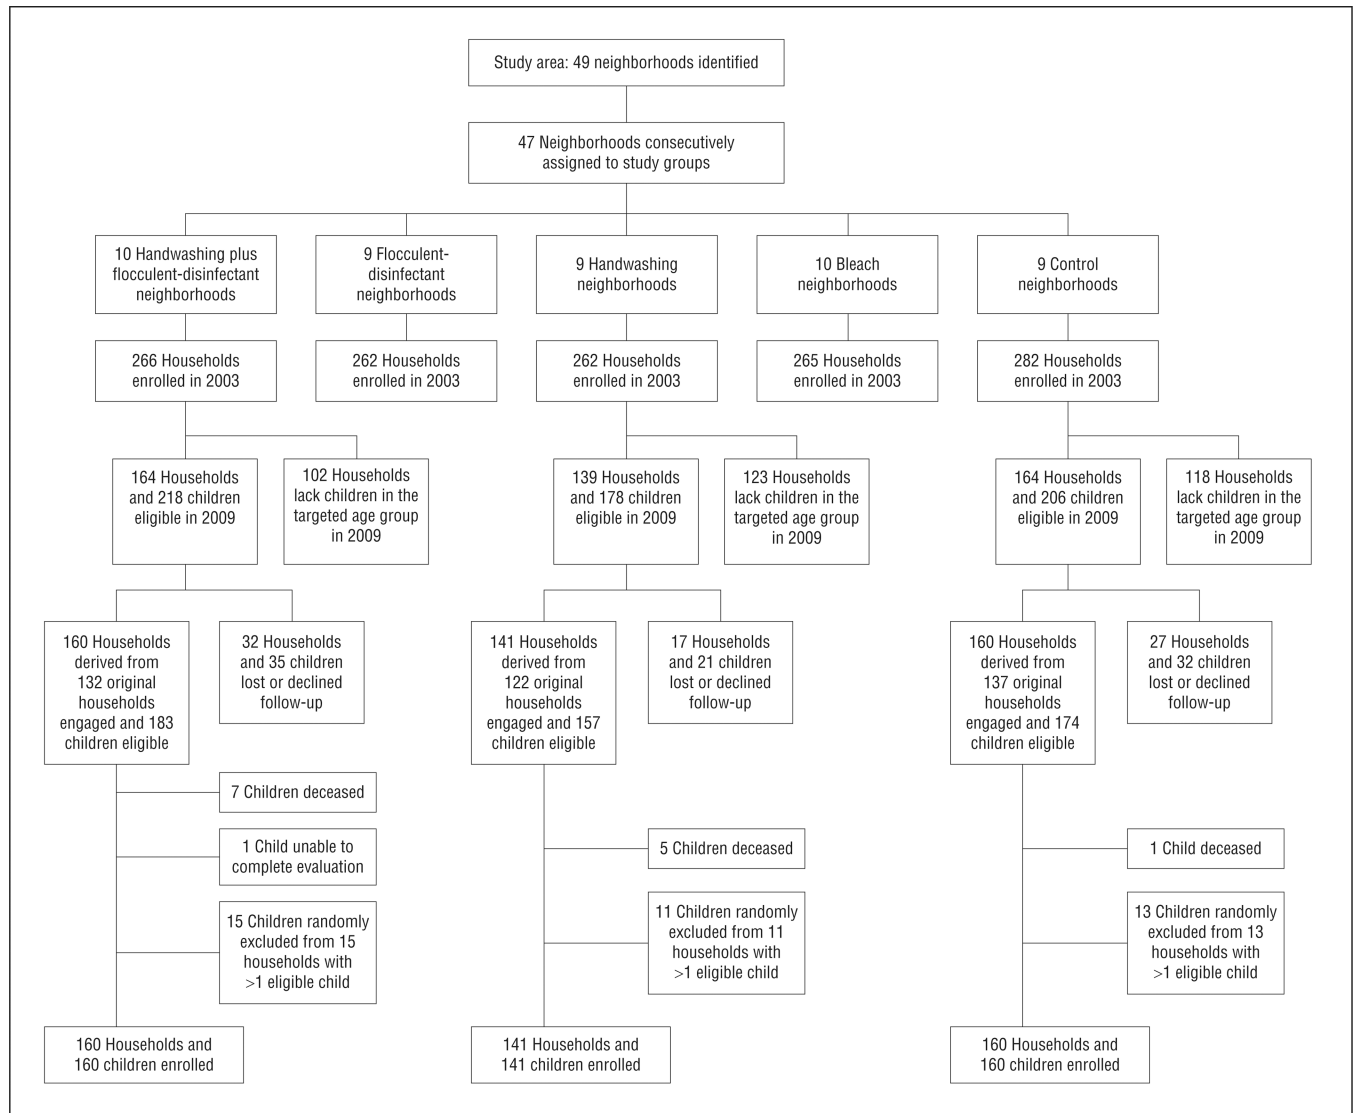 Study area: 49 neighborhoods identified
47 Neighborhoods consecutively
assigned to study groups
10 Handwashing plus
flocculent-disinfectant
neighborhoods
9 Flocculent-
disinfectant
neighborhoods
9 Handwashing
neighborhoods
10 Bleach
neighborhoods
9 Control
neighborhoods
266 Households
enrolled in 2003
262 Households
enrolled in 2003
262 Households
enrolled in 2003
265 Households
enrolled in 2003
282 Households
enrolled in 2003
164 Households
and 218 children
eligible in 2009
102 Households
lack children in the
targeted age group
in 2009
139 Households
and 178 children
eligible in 2009
123 Households
lack children in the
targeted age group
in 2009
164 Households
and 206 children
eligible in 2009
118 Households
lack children in the
targeted age group
in 2009
160 Households
derived from
132 original
households
engaged and 183
children eligible
32 Households
and 35 children
lost or declined
follow-up
141 Households
derived from
122 original
households
engaged and 157
children eligible
17 Households
and 21 children
lost or declined
follow-up
160 Households
derived from
137 original
households
engaged and 174
children eligible
27 Households
and 32 children
lost or declined
follow-up
7 Children deceased
1 Child unable to
complete evaluation
15 Children randomly
excluded from 15
households with
>1 eligible child
5 Children deceased
11 Children randomly
excluded from 11
households with
>1 eligible child
1 Child deceased
13 Children randomly
excluded from 13
households with
>1 eligible child
160 Households and
160 children enrolled
141 Households and
141 children enrolled
160 Households and
160 children enrolled